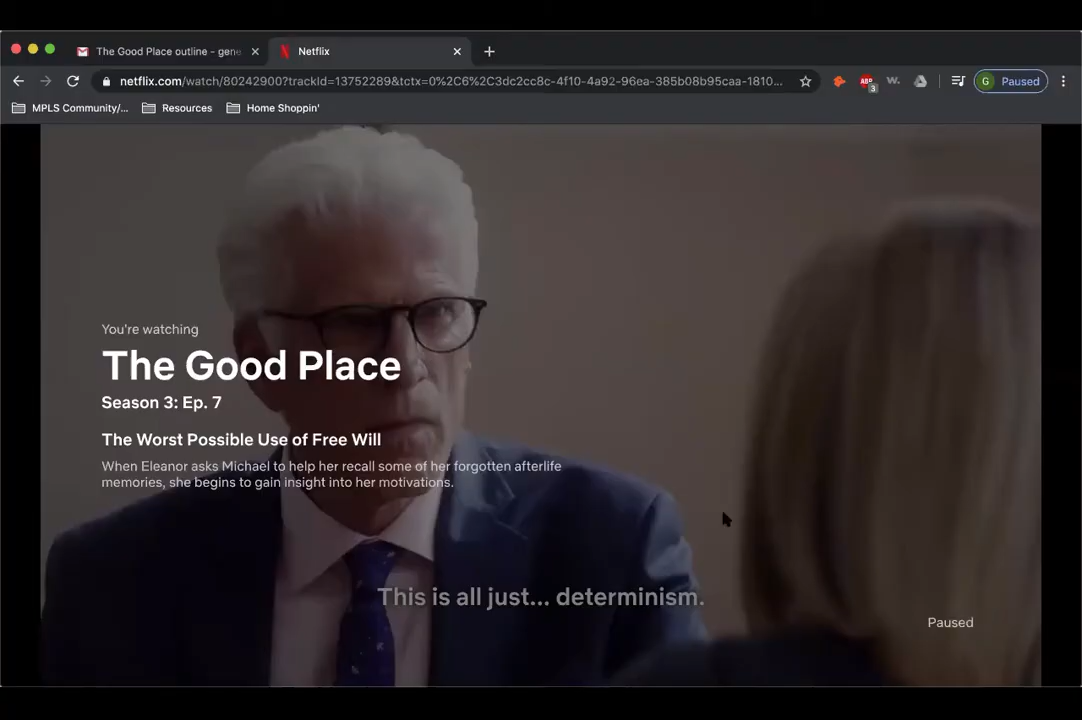 The Good Place outline - gene
Netflix
netflix.com/watch/80242900?trackId=13752289&tctx=0%2C6%2C3dc2cc8c-4f10-4a92-96ea-385b08b95caa-1810...
ABP
3
W.
G
Paused
MPLS Community/...
Resources
Home Shoppin'
You're watching
The Good Place
Season 3: Ep. 7
The Worst Possible Use of Free Will
When Eleanor asks Michael to help her recall some of her forgotten afterlife
memories, she begins to gain insight into her motivations.
This is all just... determinism.
Paused